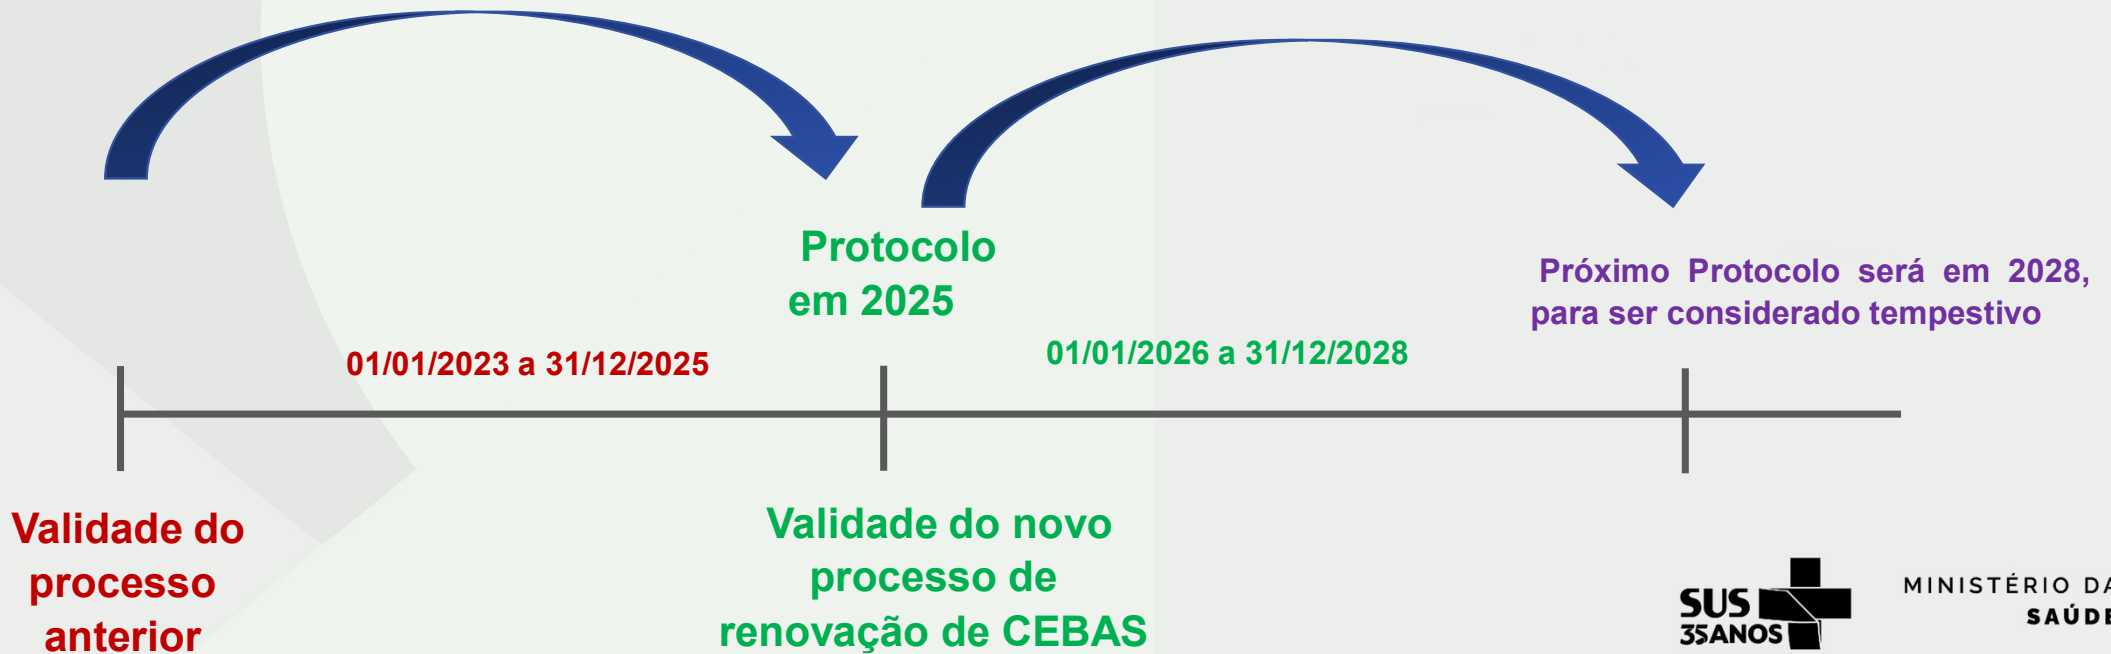 Protocolo
em 2025
Próximo Protocolo será em 2028,
para ser considerado tempestivo
01/01/2023 a 31/12/2025
01/01/2026 a 31/12/2028
Validade do
processo
anterior
Validade do novo
processo de
renovação de CEBAS
SUS
35ANOS
MINISTÉRIO DA
SAÚDE